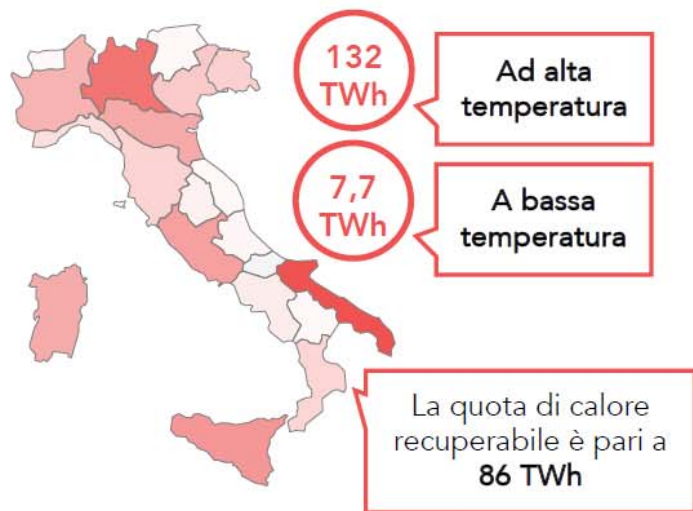 132
TWh
Ad alta
temperatura
7,7
TWh
A bassa
temperatura
La quota di calore
recuperabile è pari a
86 TWh